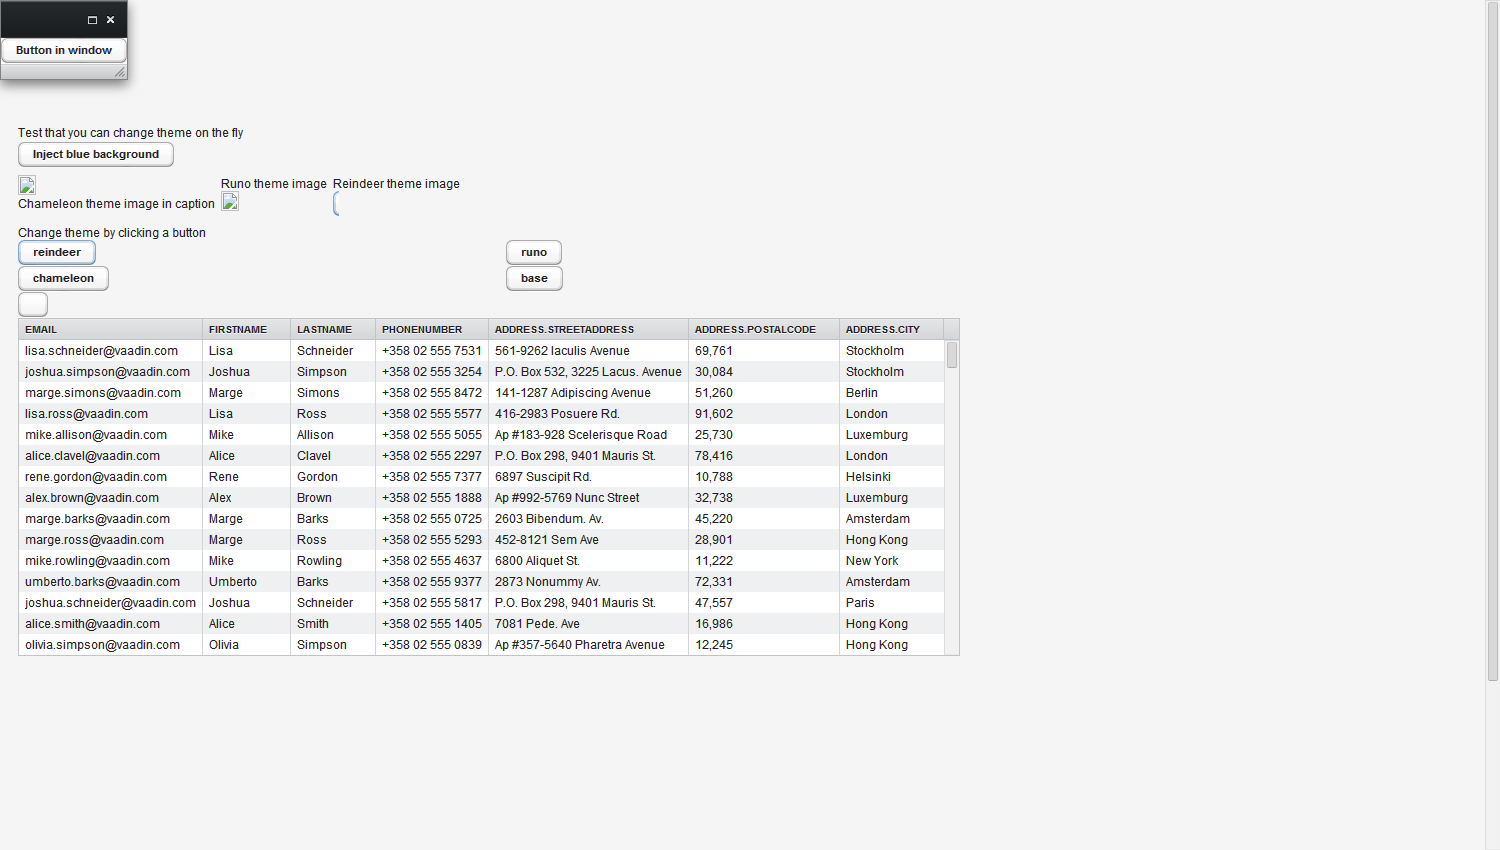 Button in window
Test that you can change theme on the fly
Inject blue background
Chameleon theme image in caption
Runo theme image
Reindeer theme image
Change theme by clicking a button
reindeer runo
chameleon base
EMAIL FIRSTNAME LASTNAME PHONENUMBER ADDRESS.STREETADDRESS ADDRESS.POSTALCODE ADDRESS.CITY
lisa.schneider@vaadin.com Lisa Schneider +358 02 555 7531 561-9262 Iaculis Avenue 69,761 Stockholm
joshua.simpson@vaadin.com Joshua Simpson +358 02 555 3254 P.O. Box 532, 3225 Lacus. Avenue 30,084 Stockholm
marge.simons@vaadin.com Marge Simons +358 02 555 8472 141-1287 Adipiscing Avenue 51,260 Berlin
lisa.ross@vaadin.com Lisa Ross +358 02 555 5577 416-2983 Posuere Rd. 91,602 London
mike.allison@vaadin.com Mike Allison +358 02 555 5055 Ap #183-928 Scelerisque Road 25,730 Luxemburg
alice.clavel@vaadin.com Alice Clavel +358 02 555 2297 P.O. Box 298, 9401 Mauris St. 78,416 London
rene.gordon@vaadin.com Rene Gordon +358 02 555 7377 6897 Suscipit Rd. 10,788 Helsinki
alex.brown@vaadin.com Alex Brown +358 02 555 1888 Ap #992-5769 Nunc Street 32,738 Luxemburg
marge.barks@vaadin.com Marge Barks +358 02 555 0725 2603 Bibendum. Av. 45,220 Amsterdam
marge.ross@vaadin.com Marge Ross +358 02 555 5293 452-8121 Sem Ave 28,901 Hong Kong
mike.rowling@vaadin.com Mike Rowling +358 02 555 4637 6800 Aliquet St. 11,222 New York
umberto.barks@vaadin.com Umberto Barks +358 02 555 9377 2873 Nonummy Av. 72,331 Amsterdam
joshua.schneider@vaadin.com Joshua Schneider +358 02 555 5817 P.O. Box 298, 9401 Mauris St. 47,557 Paris
alice.smith@vaadin.com Alice Smith +358 02 555 1405 7081 Pede. Ave 16,986 Hong Kong
olivia.simpson@vaadin.com Olivia Simpson +358 02 555 0839 Ap #357-5640 Pharetra Avenue 12,245 Hong Kong